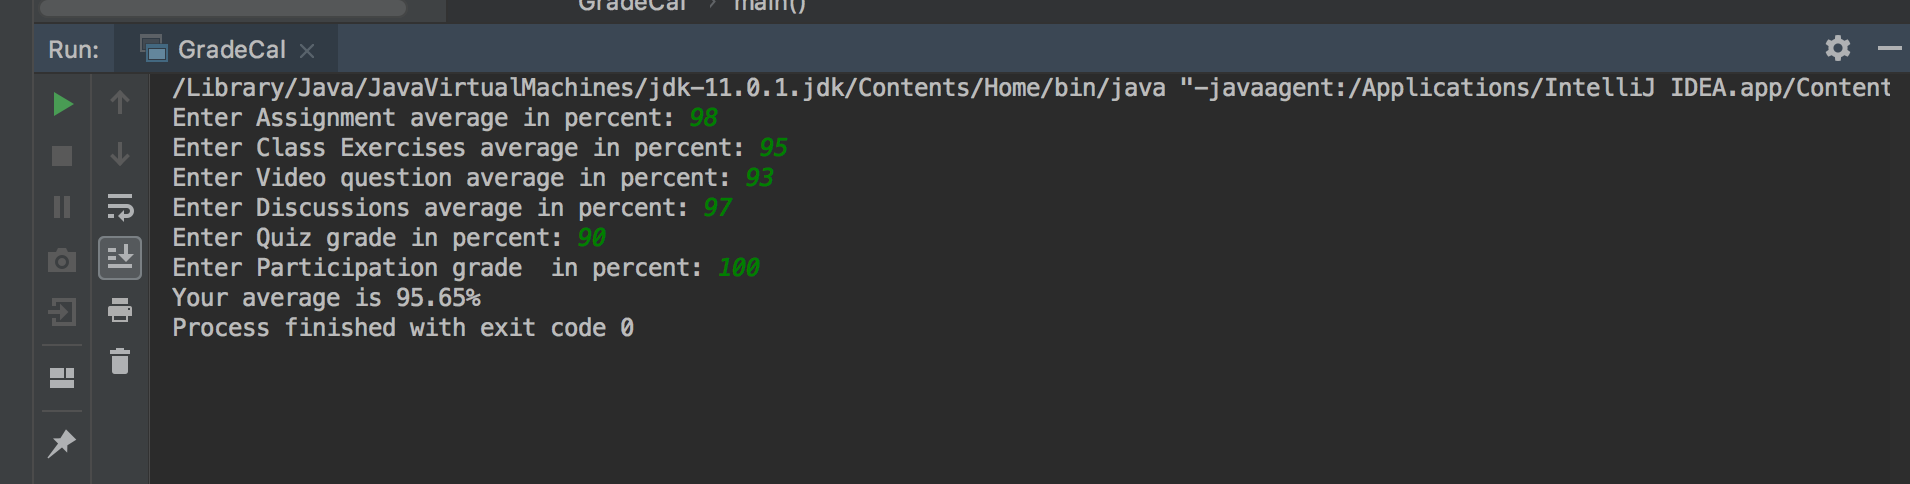 GradeCal › main()
Run: GradeCal
/Library/Java/JavaVirtualMachines/jdk-11.0.1.jdk/Contents/Home/bin/java "-javaagent:/Applications/IntelliJ IDEA.app/Content
Enter Assignment average in percent: 98
Enter Class Exercises average in percent: 95
Enter Video question average in percent: 93
Enter Discussions average in percent: 97
Enter Quiz grade in percent: 90
Enter Participation grade  in percent: 100
Your average is 95.65%
Process finished with exit code 0